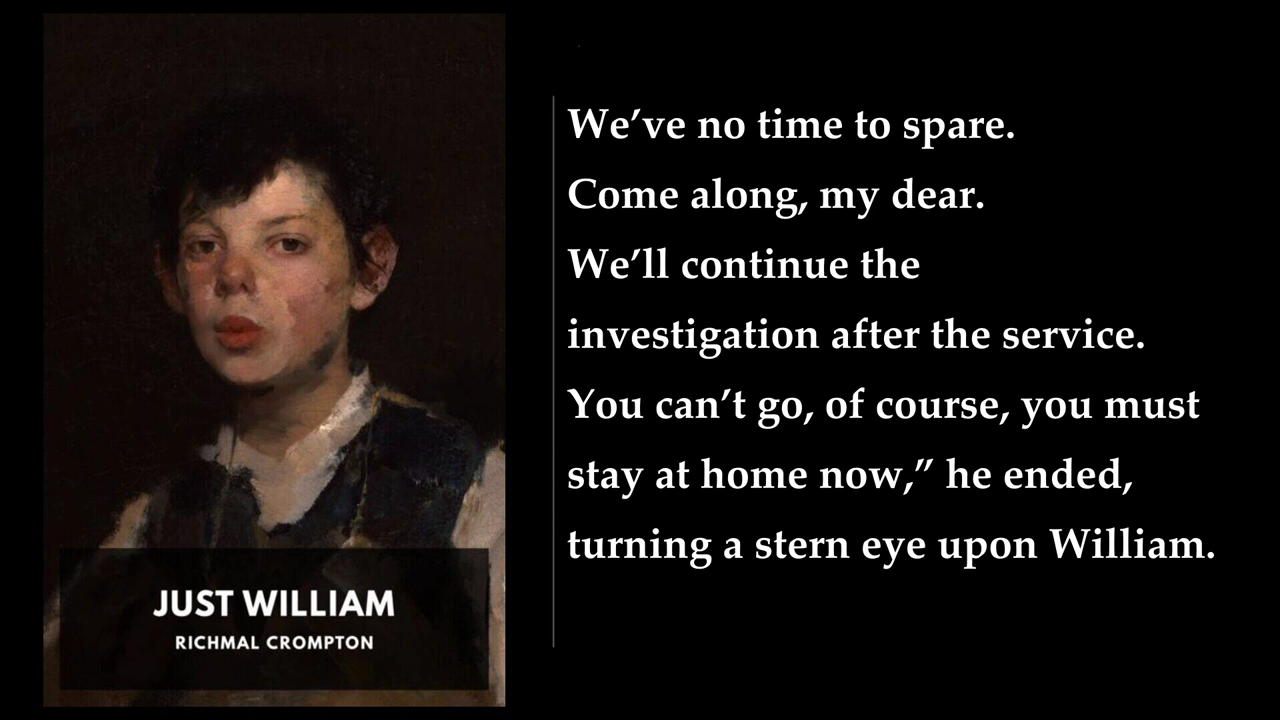 JUST WILLIAM
RICHMAL CROMPTON
We’ve no time to spare.
Come along, my dear.
We’ll continue the
investigation after the service.
You can’t go, of course, you must
stay at home now,” he ended,
turning a stern eye upon William.